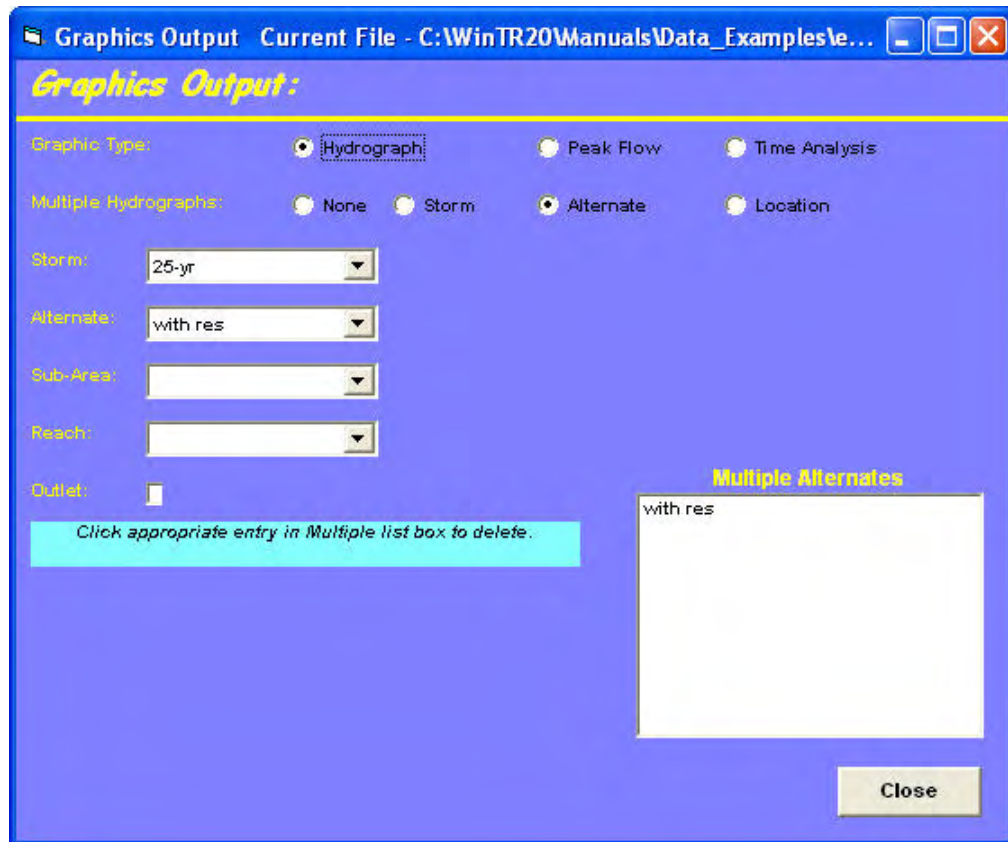 Graphics Output   Current File - C:\WinTR20\Manuals\Data_Examples\e...
Graphics Output:
Graphic Type: Hydrograph Peak Flow Time Analysis
Multiple Hydrographs: None Storm Alternate Location
Storm: 25-yr
Alternate: with res
Sub-Area:
Reach:
Outlet:
Multiple Alternates
with res
Click appropriate entry in Multiple list box to delete.
Close